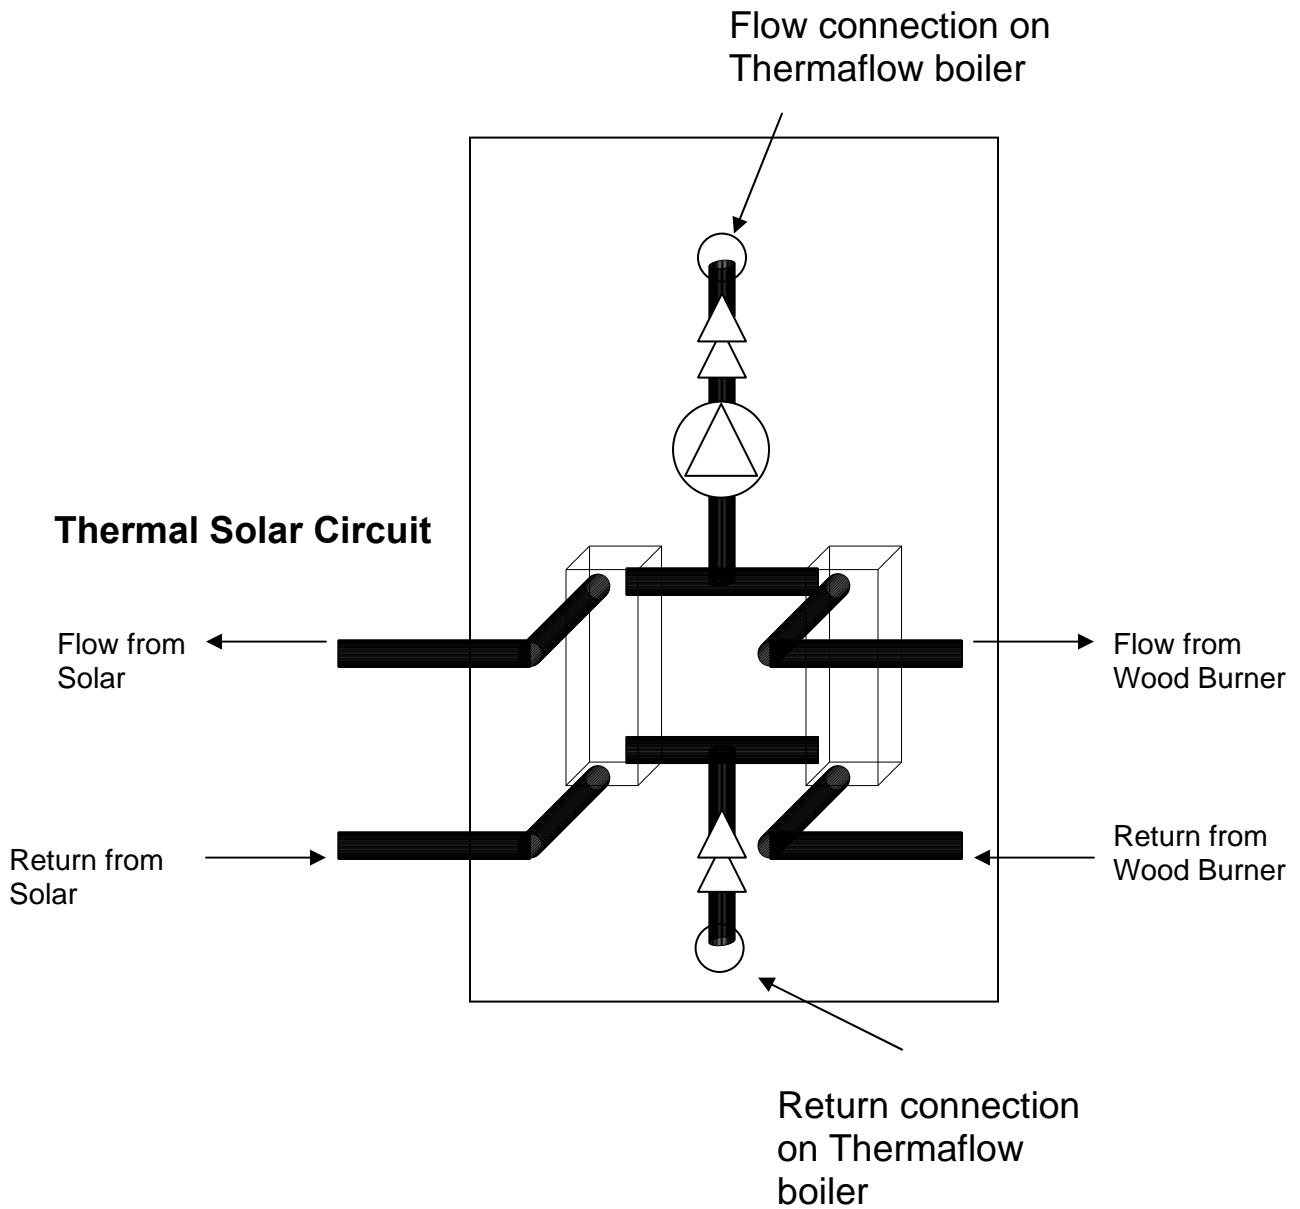 Flow connection on
Thermaflow boiler
Thermal Solar Circuit
Flow from
Solar
Flow from
Wood Burner
Return from
Solar
Return from
Wood Burner
Return connection
on Thermaflow
boiler